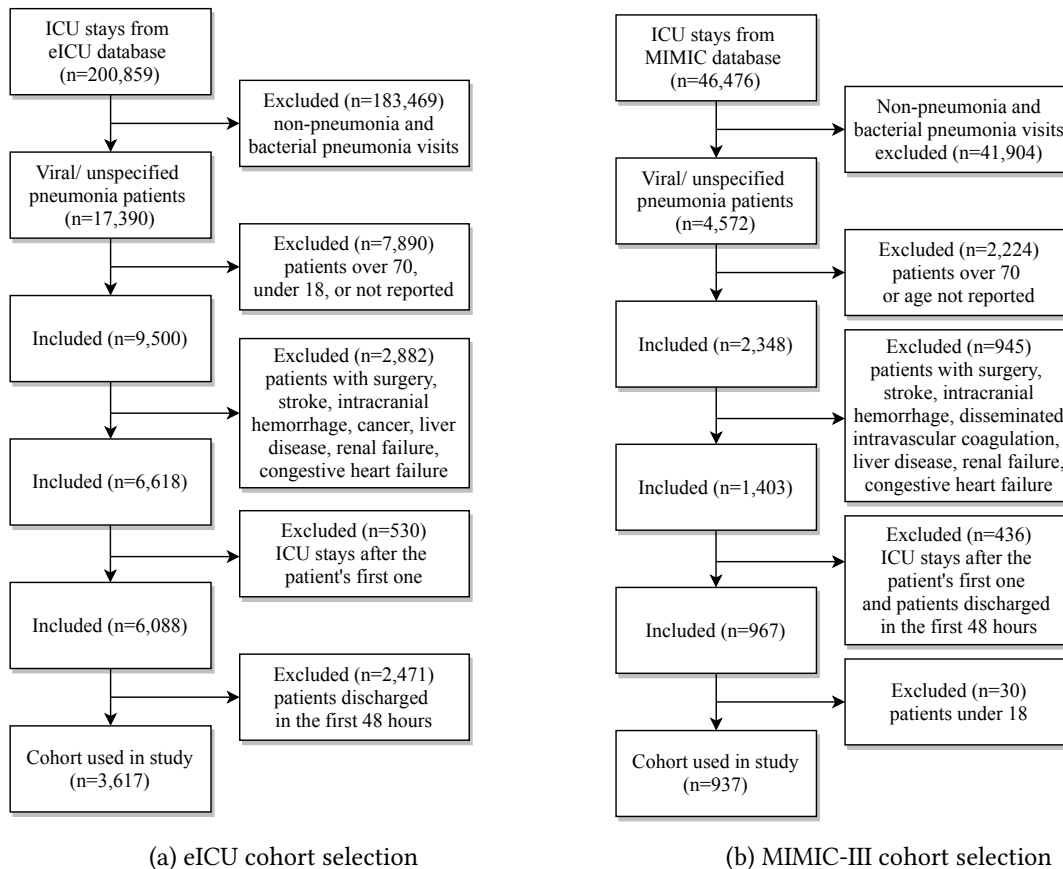 ICU stays from
eICU database
(n=200,859)
Excluded (n=183,469)
non-pneumonia and
bacterial pneumonia visits
Viral/ unspecified
pneumonia patients
(n=17,390)
Excluded (n=7,890)
patients over 70,
under 18, or not reported
Included (n=9,500)
Excluded (n=2,882)
patients with surgery,
stroke, intracranial
hemorrhage, cancer, liver
disease, renal failure,
congestive heart failure
Included (n=6,618)
Excluded (n=530)
ICU stays after the
patient's first one
Included (n=6,088)
Excluded (n=2,471)
patients discharged
in the first 48 hours
Cohort used in study
(n=3,617)
(a) eICU cohort selection
ICU stays from
MIMIC database
(n=46,476)
Non-pneumonia and
bacterial pneumonia visits
excluded (n=41,904)
Viral/ unspecified
pneumonia patients
(n=4,572)
Excluded (n=2,224)
patients over 70
or age not reported
Included (n=2,348)
Excluded (n=945)
patients with surgery,
stroke, intracranial
hemorrhage, disseminated
intravascular coagulation,
liver disease, renal failure,
congestive heart failure
Included (n=1,403)
Excluded (n=436)
ICU stays after the
patient's first one
and patients discharged
in the first 48 hours
Included (n=967)
Excluded (n=30)
patients under 18
Cohort used in study
(n=937)
(b) MIMIC-III cohort selection